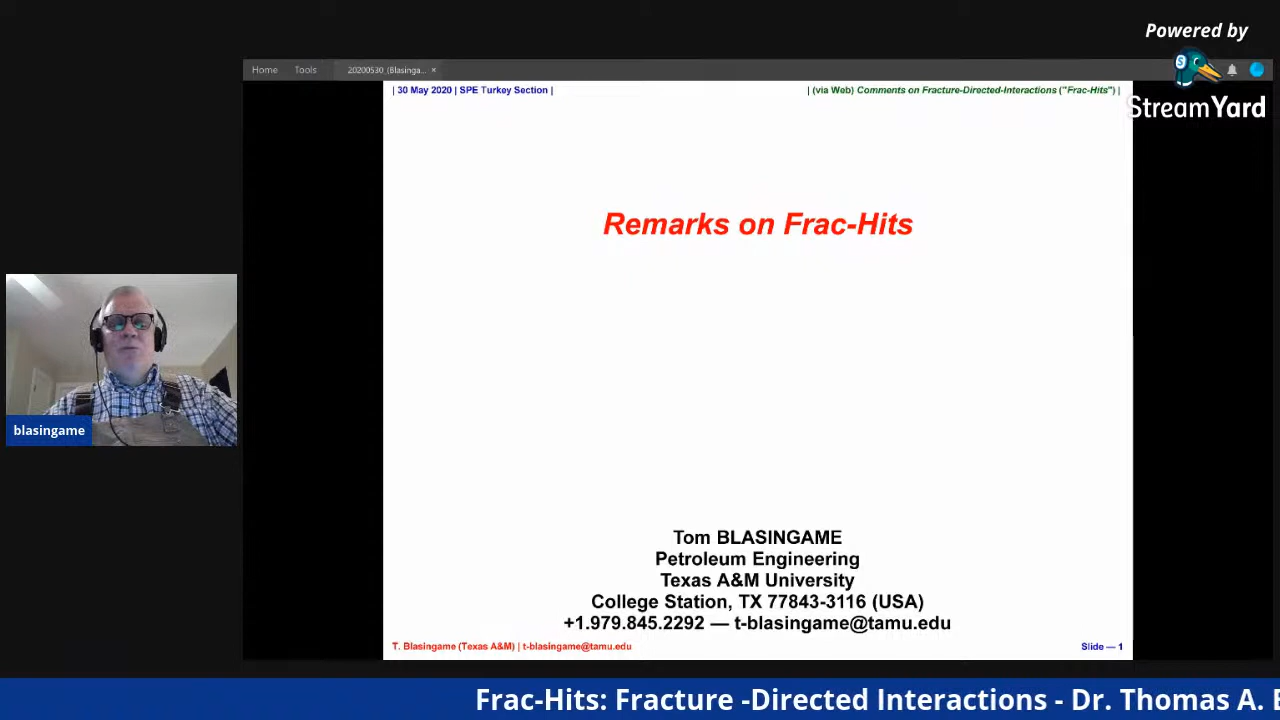 Powered by
StreamYard
Home
Tools
20200530_(Blasinga...
| 30 May 2020 | SPE Turkey Section |
| (via Web) Comments on Fracture-Directed-Interactions ("Frac-Hits") |
Remarks on Frac-Hits
blasingame
Tom BLASINGAME
Petroleum Engineering
Texas A&M University
College Station, TX 77843-3116 (USA)
+1.979.845.2292 — t-blasingame@tamu.edu
T. Blasingame (Texas A&M) | t-blasingame@tamu.edu
Slide — 1
Frac-Hits: Fracture -Directed Interactions - Dr. Thomas A.